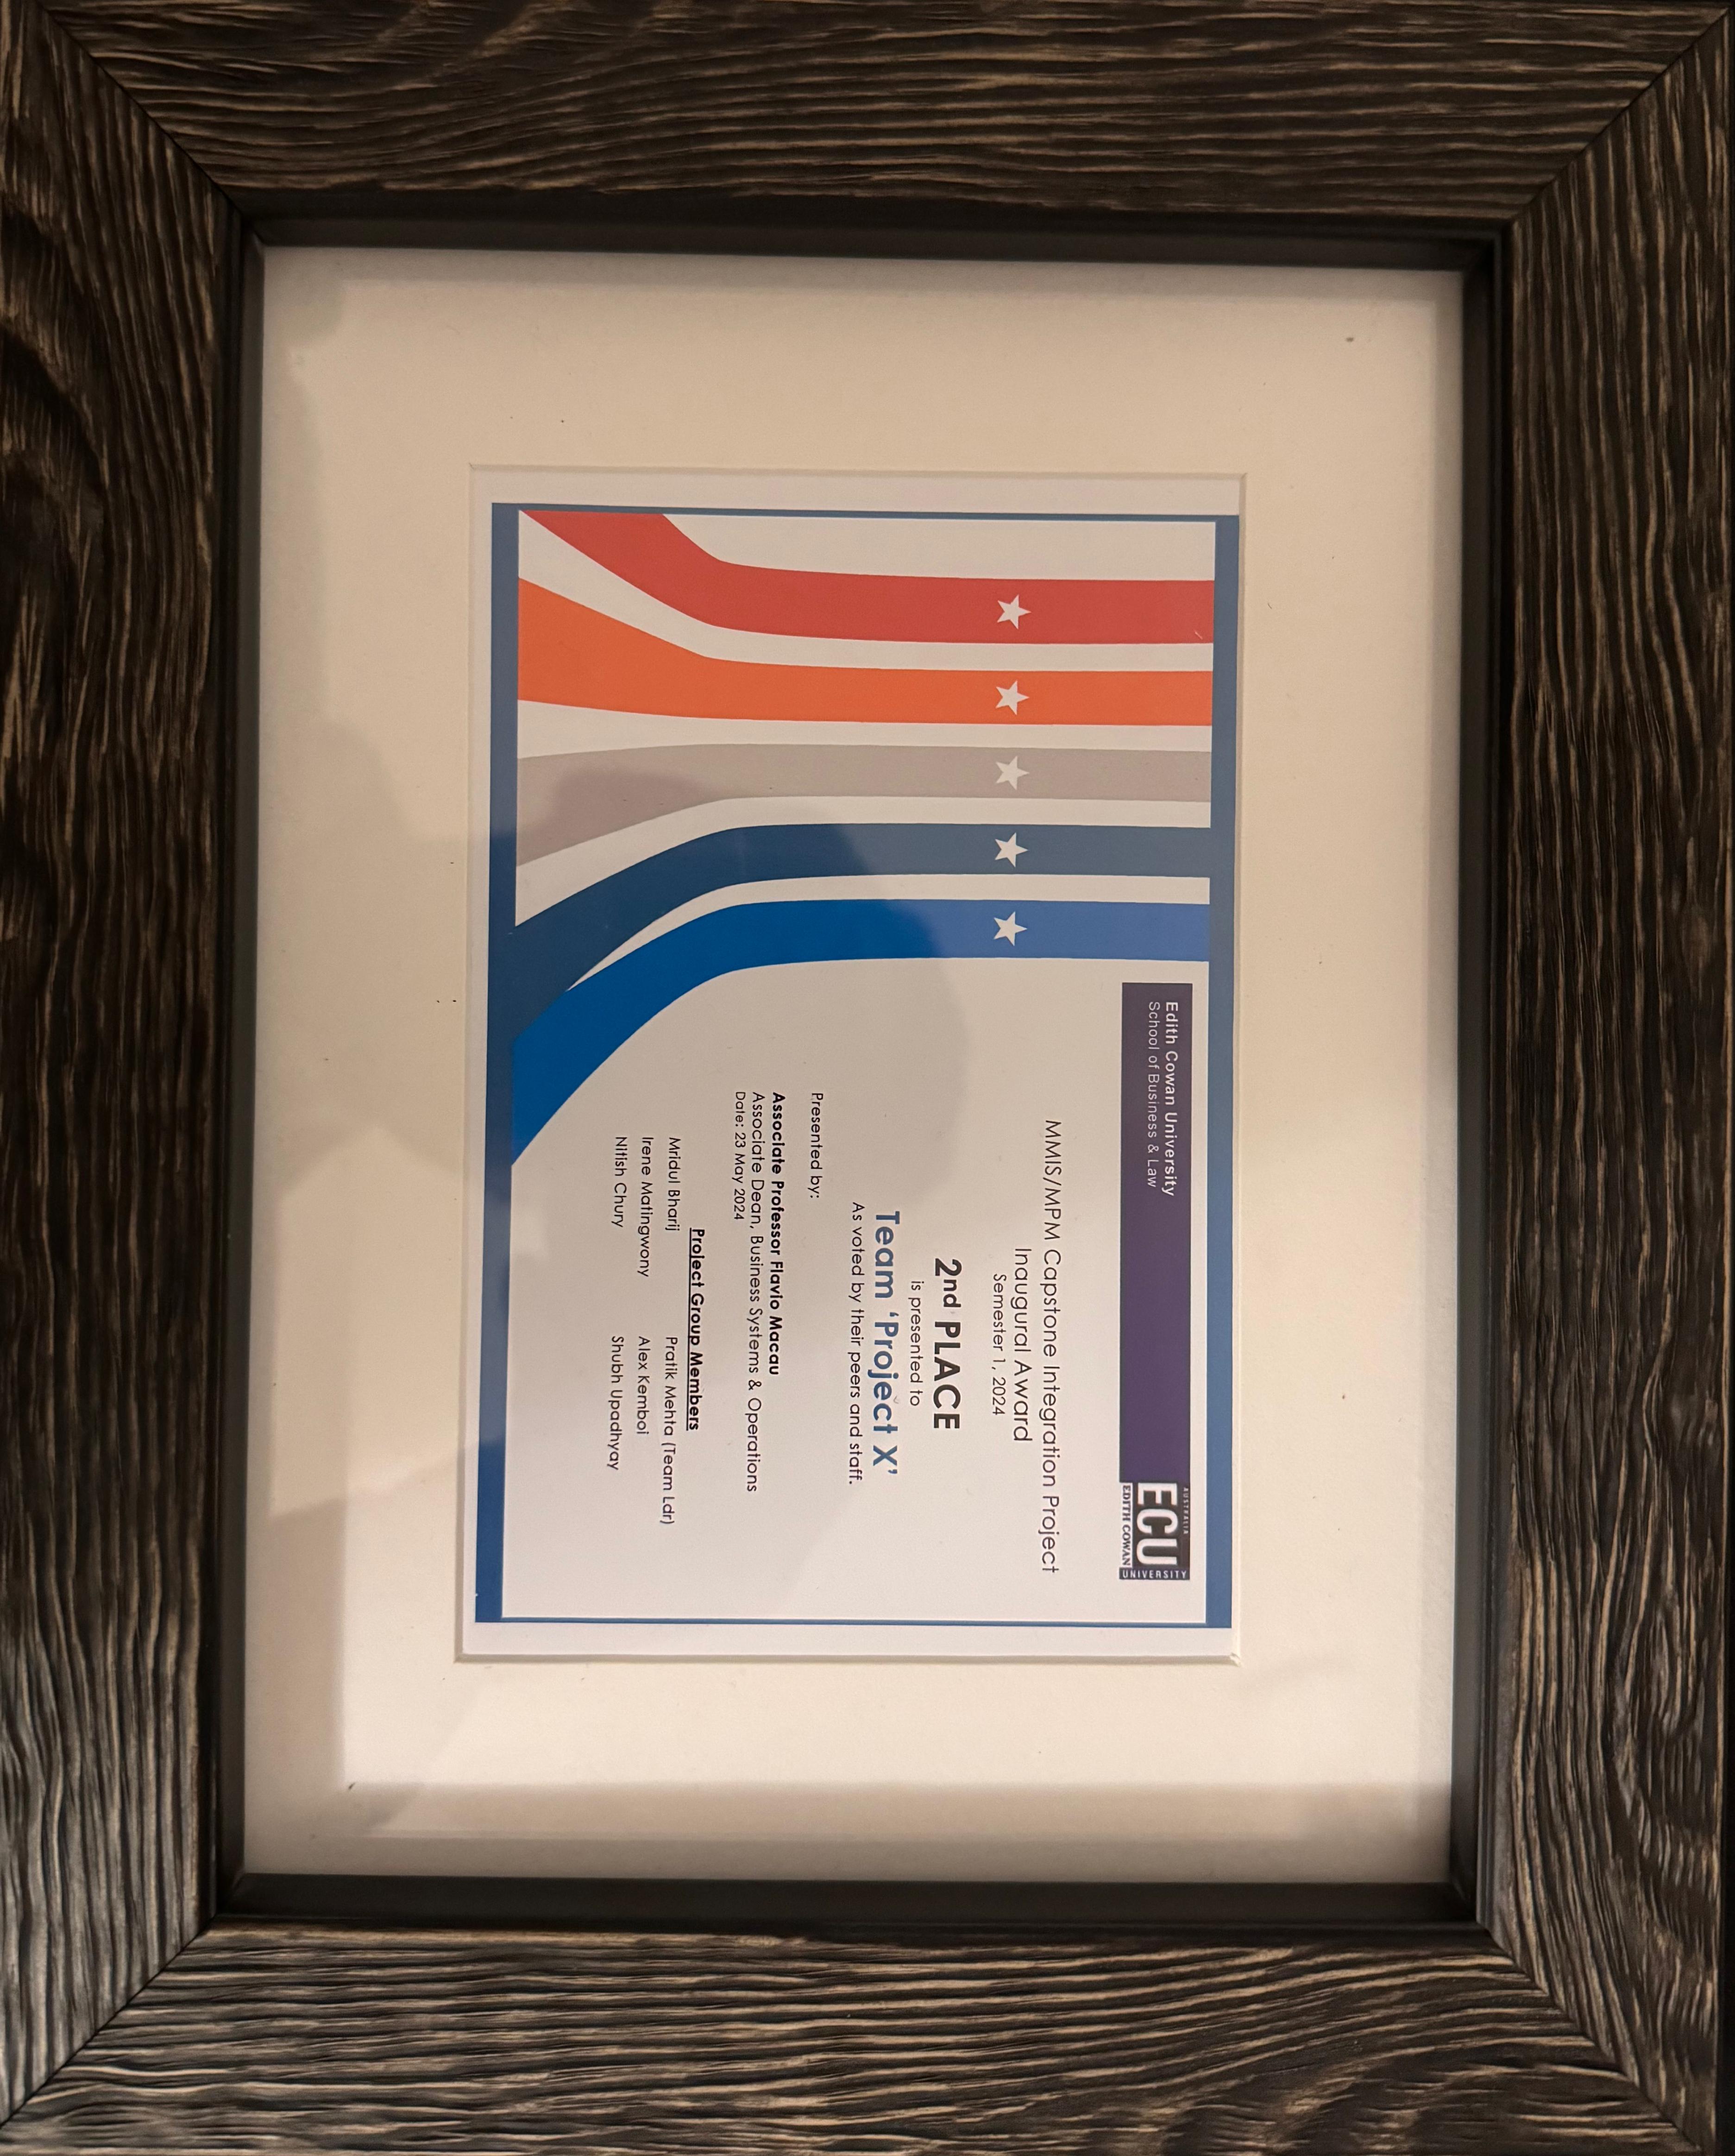 Edith Cowan University
School of Business & Law
AUSTRALIA
ECU
EDITH COWAN
UNIVERSITY
MMIS/MPM Capstone Integration Project
Inaugural Award
Semester 1, 2024
2nd PLACE
is presented to
Team ‘Project X’
As voted by their peers and staff.
Presented by:
Associate Professor Flavio Macau
Associate Dean, Business Systems & Operations
Date: 23 May 2024
Project Group Members
Mridul Bharij Pratik Mehta (Team Ldr)
Irene Matingwony Alex Kemboi
Nitish Chury Shubh Upadhyay